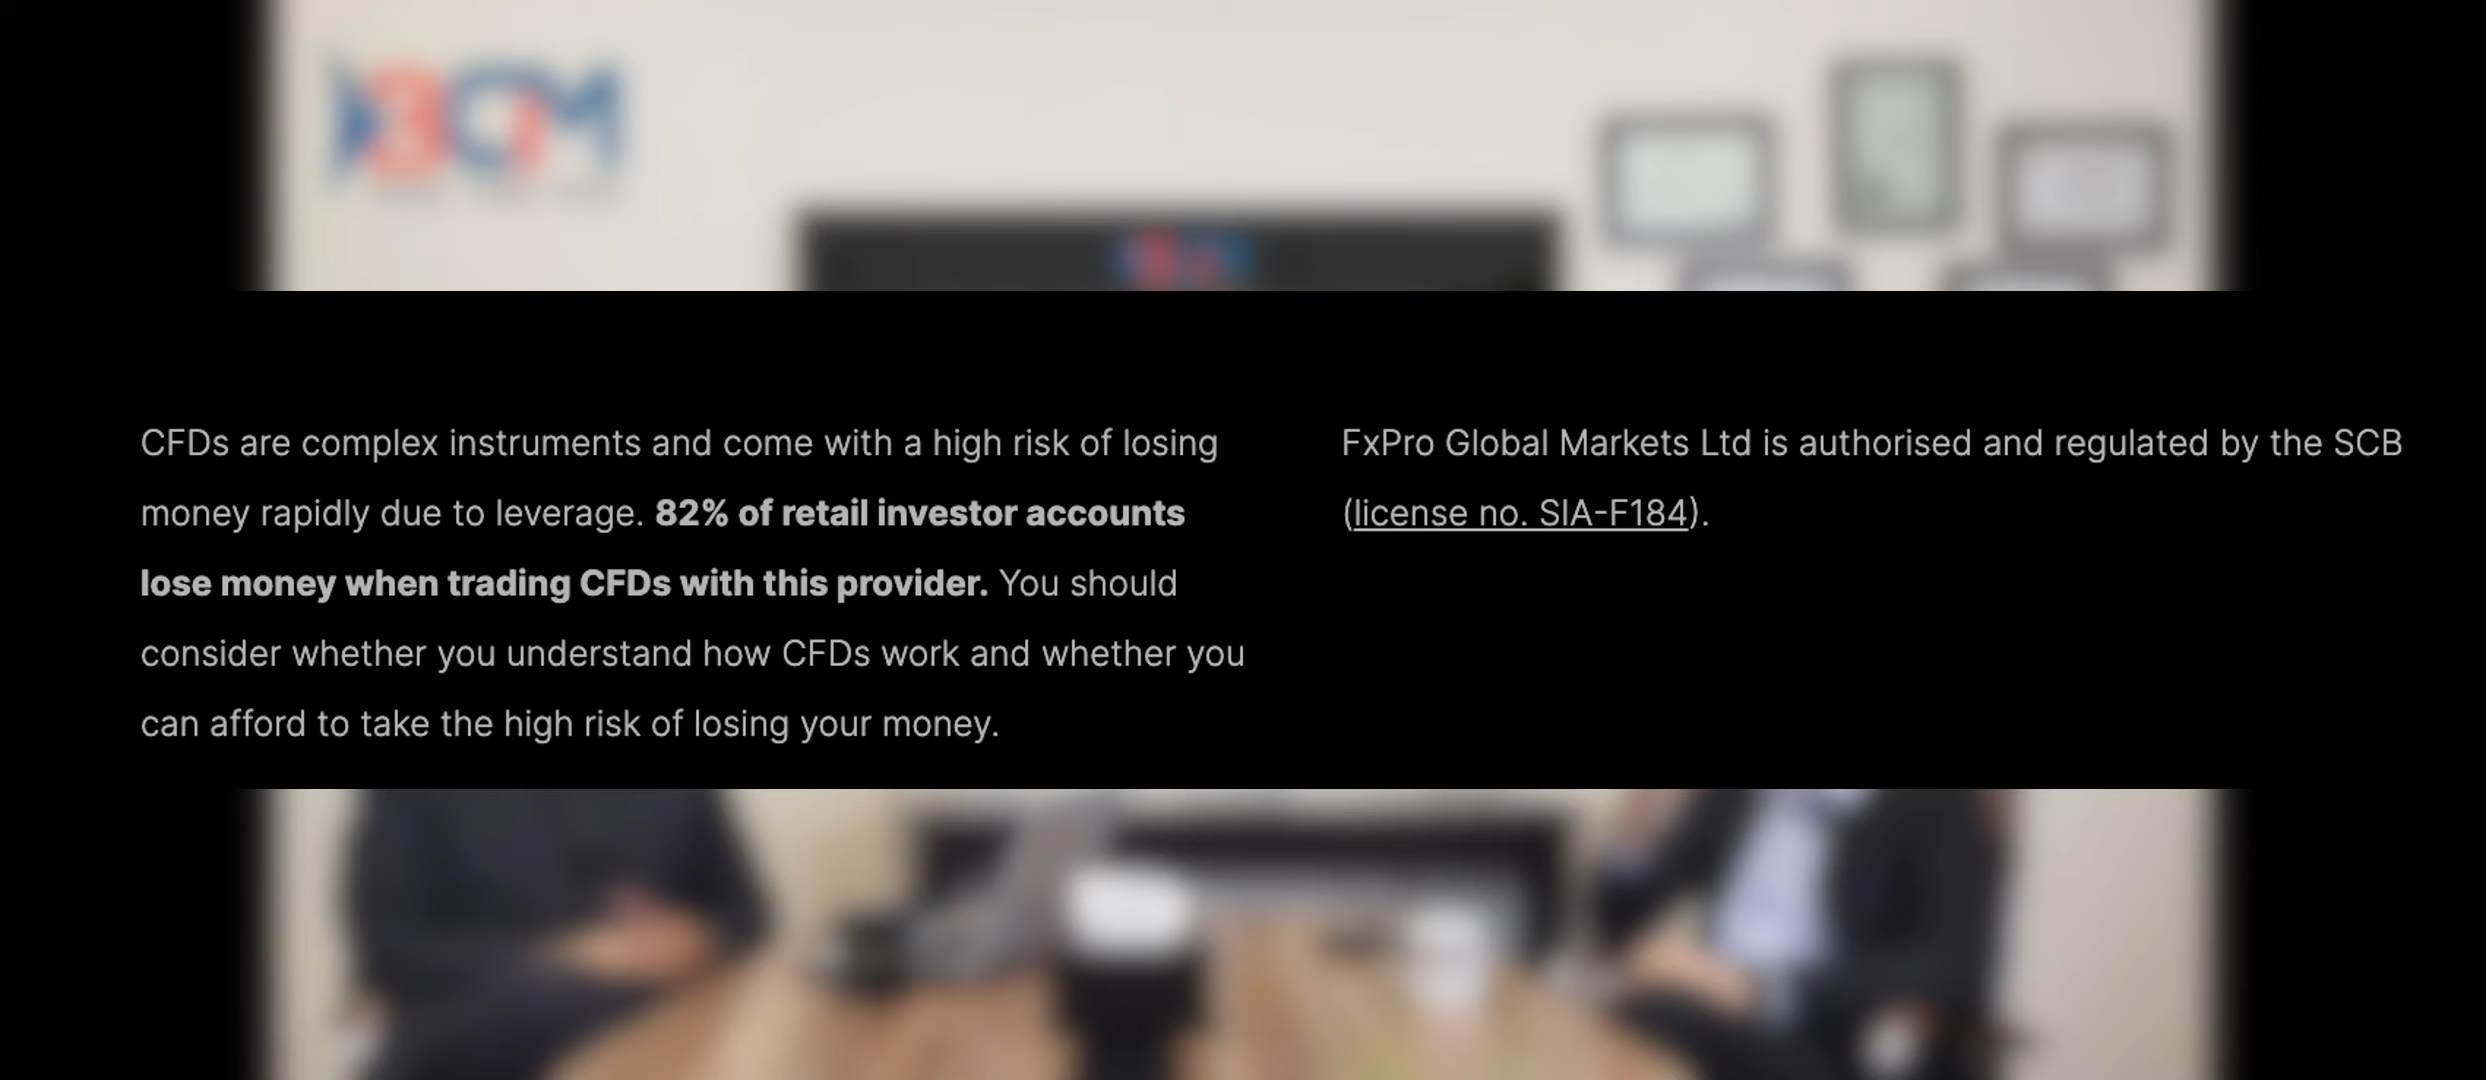 CFDs are complex instruments and come with a high risk of losing
money rapidly due to leverage. 82% of retail investor accounts
lose money when trading CFDs with this provider. You should
consider whether you understand how CFDs work and whether you
can afford to take the high risk of losing your money.
FxPro Global Markets Ltd is authorised and regulated by the SCB
(license no. SIA-F184).